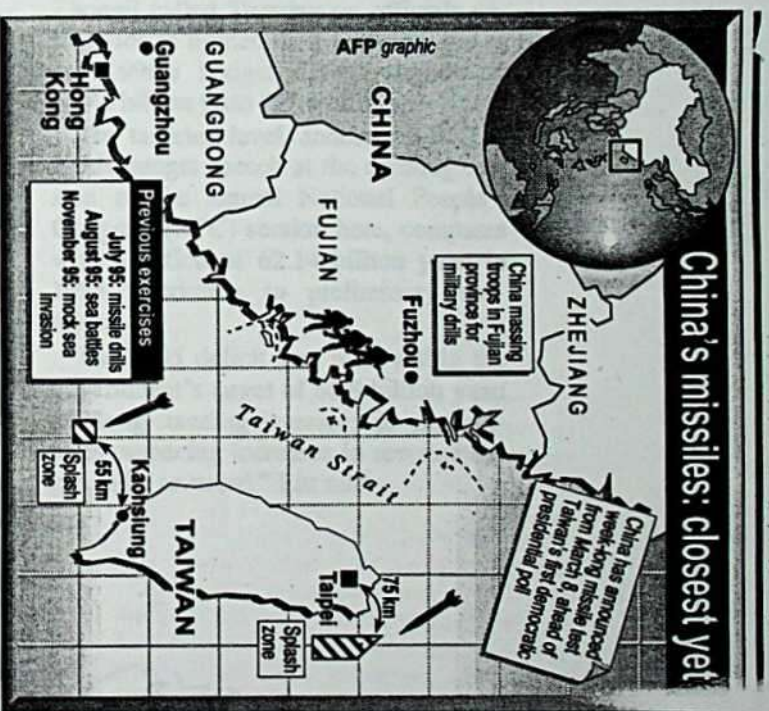 China's missiles: closest yet
China has announced
week-long missile test
from March 8, ahead of
Taiwan's first democratic
presidential poll
ZHEJIANG
China massing
troops in Fujian
province for
military drills
Fuzhou
CHINA
AFP graphic
FUJIAN
GUANGDONG
Guangzhou
Hong
Kong
Taiwan Strait
75 km
Taipei
Splash
zone
TAIWAN
Kaohsiung
55 km
Splash
zone
Previous exercises
July 95: missile drills
August 95: sea battles
November 95: mock sea
invasion